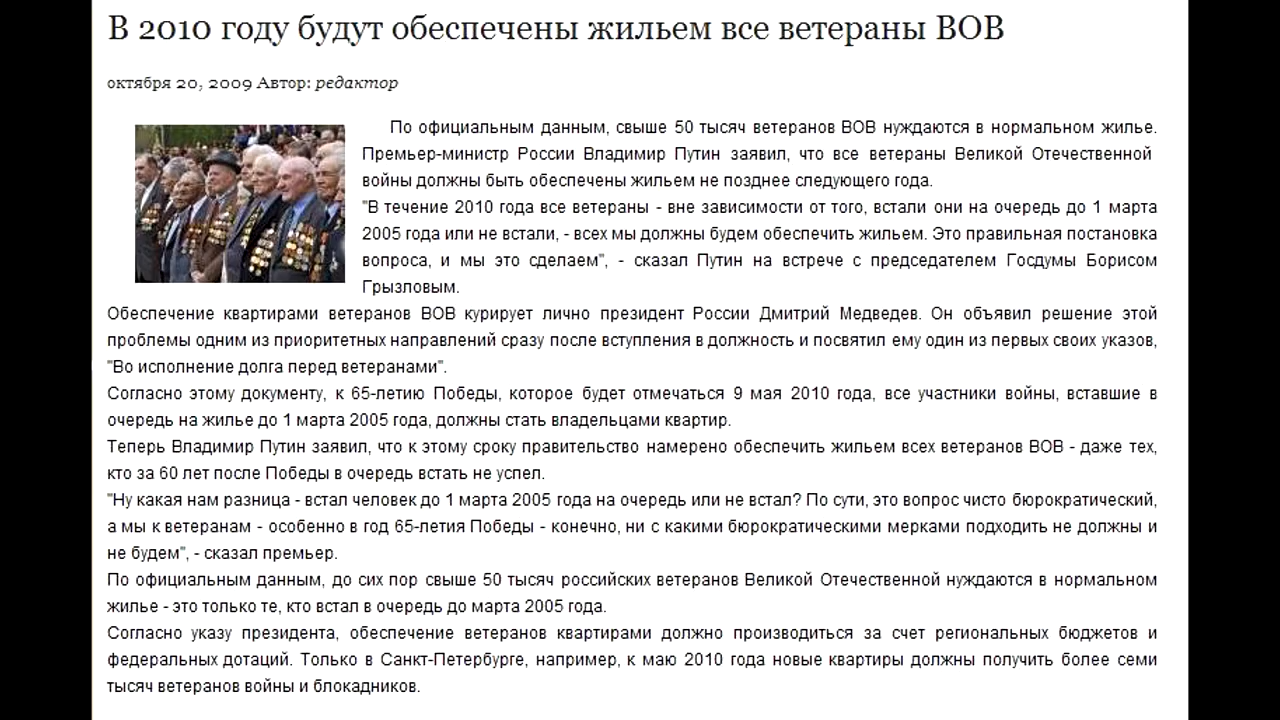 В 2010 году будут обеспечены жильем все ветераны ВОВ
октября 20, 2009 Автор: редактор
По официальным данным, свыше 50 тысяч ветеранов ВОВ нуждаются в нормальном жилье.
Премьер-министр России Владимир Путин заявил, что все ветераны Великой Отечественной
войны должны быть обеспечены жильем не позднее следующего года.
"В течение 2010 года все ветераны - вне зависимости от того, встали они на очередь до 1 марта
2005 года или не встали, - всех мы должны будем обеспечить жильем. Это правильная постановка
вопроса, и мы это сделаем", - сказал Путин на встрече с председателем Госдумы Борисом
Грызловым.
Обеспечение квартирами ветеранов ВОВ курирует лично президент России Дмитрий Медведев. Он объявил решение этой
проблемы одним из приоритетных направлений сразу после вступления в должность и посвятил ему один из первых своих указов,
"Во исполнение долга перед ветеранами".
Согласно этому документу, к 65-летию Победы, которое будет отмечаться 9 мая 2010 года, все участники войны, вставшие в
очередь на жилье до 1 марта 2005 года, должны стать владельцами квартир.
Теперь Владимир Путин заявил, что к этому сроку правительство намерено обеспечить жильем всех ветеранов ВОВ - даже тех,
кто за 60 лет после Победы в очередь встать не успел.
"Ну какая нам разница - встал человек до 1 марта 2005 года на очередь или не встал? По сути, это вопрос чисто бюрократический,
а мы к ветеранам - особенно в год 65-летия Победы - конечно, ни с какими бюрократическими мерками подходить не должны и
не будем", - сказал премьер.
По официальным данным, до сих пор свыше 50 тысяч российских ветеранов Великой Отечественной нуждаются в нормальном
жилье - это только те, кто встал в очередь до марта 2005 года.
Согласно указу президента, обеспечение ветеранов квартирами должно производиться за счет региональных бюджетов и
федеральных дотаций. Только в Санкт-Петербурге, например, к маю 2010 года новые квартиры должны получить более семи
тысяч ветеранов войны и блокадников.